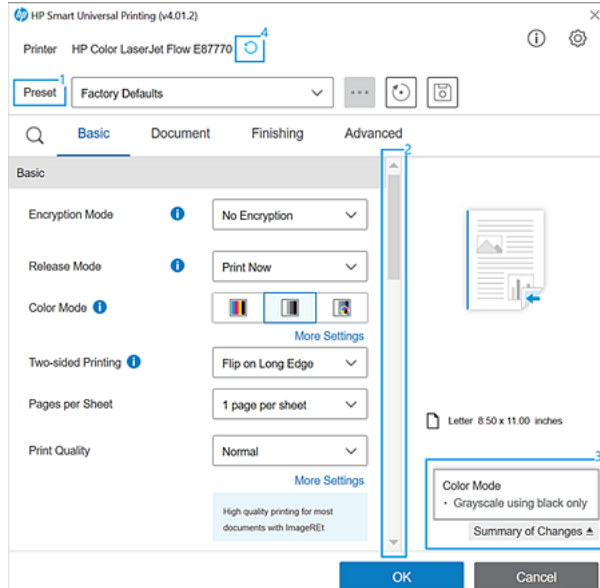 HP Smart Universal Printing (v4.01.2)
Printer HP Color LaserJet Flow E87770
4
1
Preset Factory Defaults
Basic Document Finishing Advanced
2
Basic
Encryption Mode No Encryption
Release Mode Print Now
Color Mode
More Settings
Two-sided Printing Flip on Long Edge
Pages per Sheet 1 page per sheet
Letter 8.50 x 11.00 inches
Print Quality Normal
3
More Settings
Color Mode
• Grayscale using black only
High quality printing for most
documents with ImageREt
Summary of Changes
OK Cancel